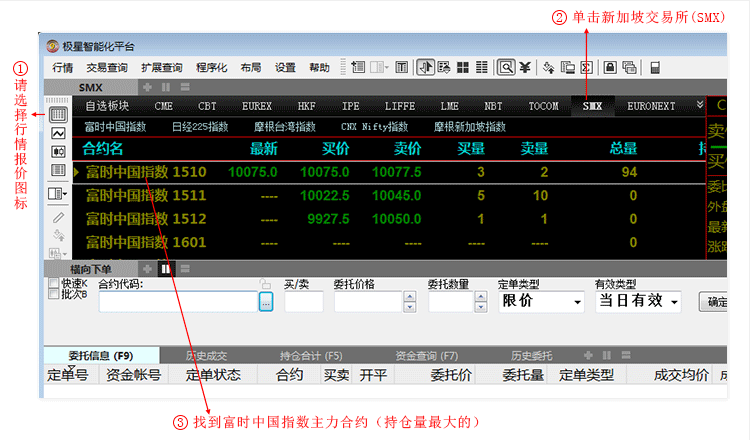 ② 单击新加坡交易所(SMX)
极星智能化平台
① 请选择行情报价图标
行情 交易查询 扩展查询 程序化 布局 设置 帮助
SMX
自选板块 CME CBT EUREX HKF IPE LIFFE LME NBT TOCOM SMX EURONEXT
富时中国指数 日经225指数 摩根台湾指数 CNX Nifty指数 摩根新加坡指数
合约名 最新 买价 卖价 买量 卖量 总量
富时中国指数 1510 10075.0 10075.0 10077.5 3 2 94
富时中国指数 1511 ---- 10022.5 10045.0 5 10 0
富时中国指数 1512 ---- 9927.5 10050.0 1 1 0
富时中国指数 1601 ---- ---- ---- ---- ---- 0
卖
买
委比
外盘
最新
涨跌
横向下单
快速K 合约代码: 买/卖 委托价格 委托数量 定单类型 有效类型
批次B ... 限价 当日有效 确定
委托信息 (F9) 历史成交 持仓合计 (F5) 资金查询 (F7) 历史委托
定单号 资金帐号 定单状态 合约 买卖 开平 委托价 委托量 定单类型 成交均价
③ 找到富时中国指数主力合约（持仓量最大的）